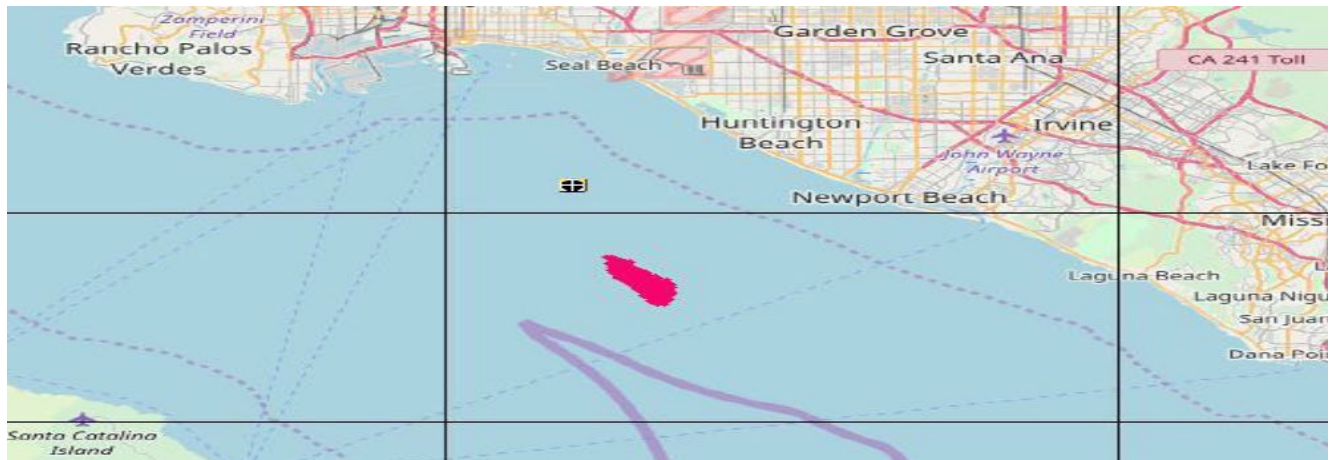 Zamperini
Field
Rancho Palos
Verdes
Seal Beach
Garden Grove
Santa Ana
CA 241 Toll
Huntington
Beach
Irvine
John Wayne
Airport
Lake Fo
Newport Beach
Missi
Laguna Beach
Laguna Nigu
San Juan
Dana Poi
Santa Catalina
Island